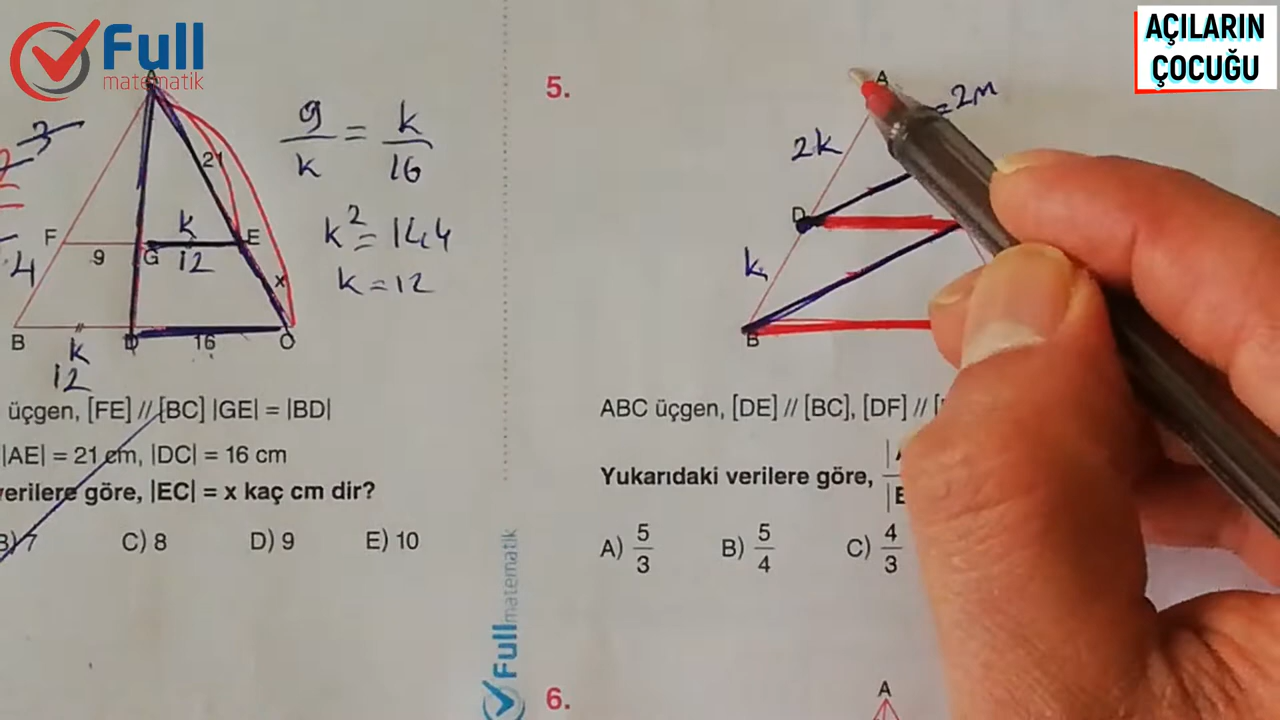 Full
matematik
AÇILARIN
ÇOCUĞU
3
A
21
F
9
G
k
12
E
x
4
B
k
12
D
16
C
9/k = k/16
k² = 144
k = 12
üçgen, [FE] // [BC] |GE| = |BD|
|AE| = 21 cm, |DC| = 16 cm
verilere göre, |EC| = x kaç cm dir?
B) 7 C) 8 D) 9 E) 10
Fullmatematik
5.
A
=2m
2k
D
k
B
ABC üçgen, [DE] // [BC], [DF] //
Yukarıdaki verilere göre,
A) 5/3 B) 5/4 C) 4/3
6.
A